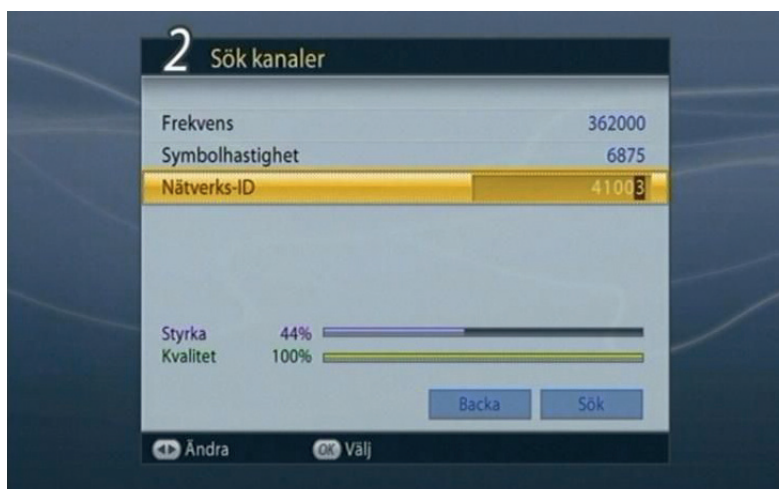 2 Sök kanaler
Frekvens 362000
Symbolhastighet 6875
Nätverks-ID 41003
Styrka 44%
Kvalitet 100%
Backa Sök
Ändra OK Välj